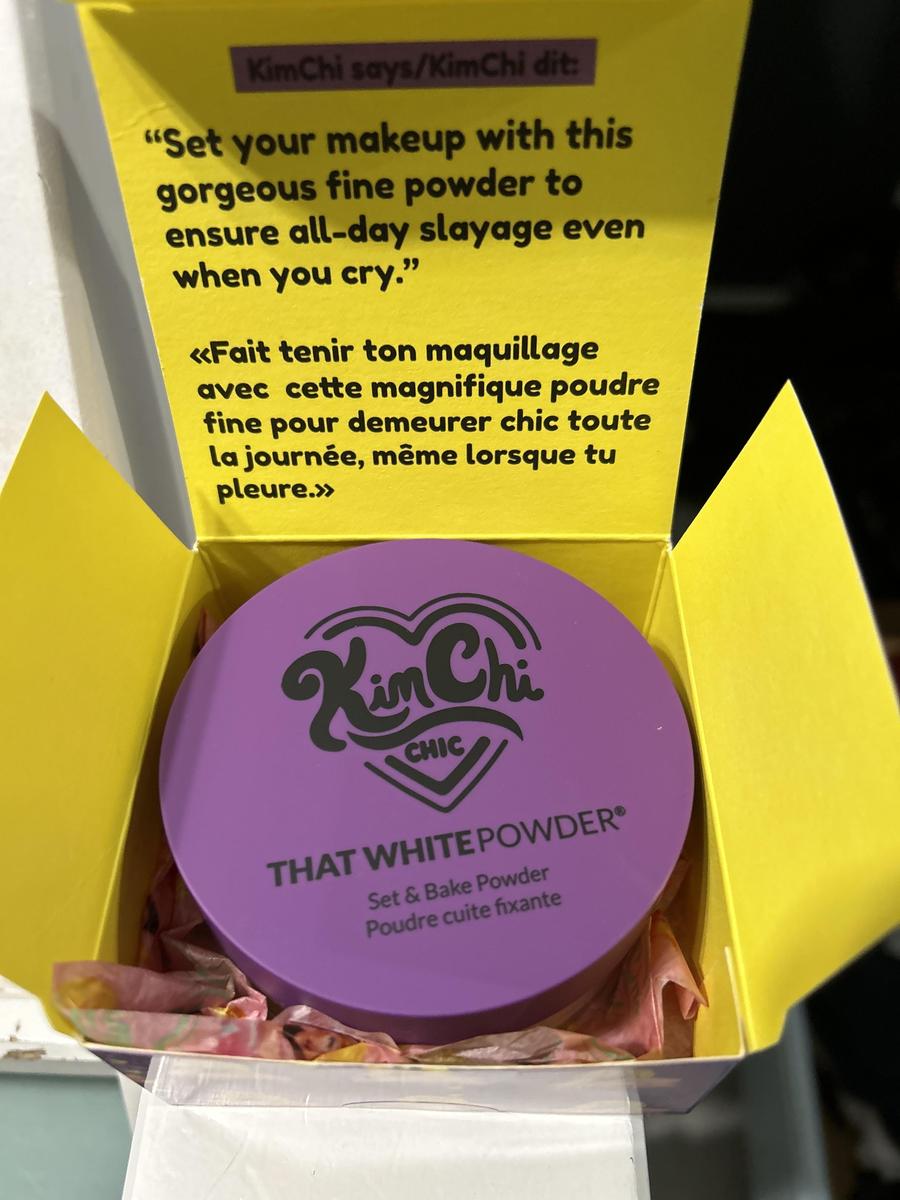 KimChi says/KimChi dit:
“Set your makeup with this
gorgeous fine powder to
ensure all-day slayage even
when you cry.”
«Fait tenir ton maquillage
avec cette magnifique poudre
fine pour demeurer chic toute
la journée, même lorsque tu
pleure.»
KimChi
CHIC
THAT WHITEPOWDER®
Set & Bake Powder
Poudre cuite fixante